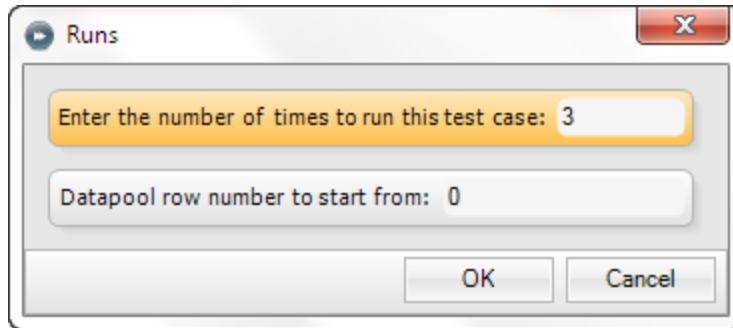 Runs
Enter the number of times to run this test case: 3
Datapool row number to start from: 0
OK Cancel